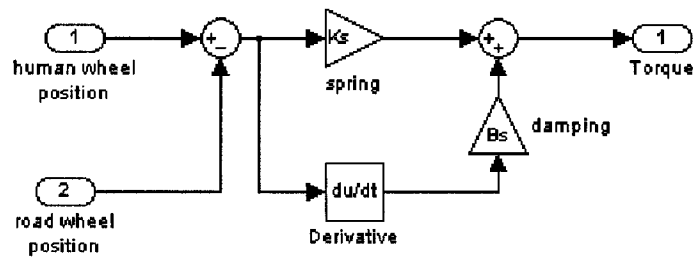 1
human wheel
position
+
−
Ks
spring
+
+
1
Torque
Bs
damping
2
road wheel
position
du/dt
Derivative